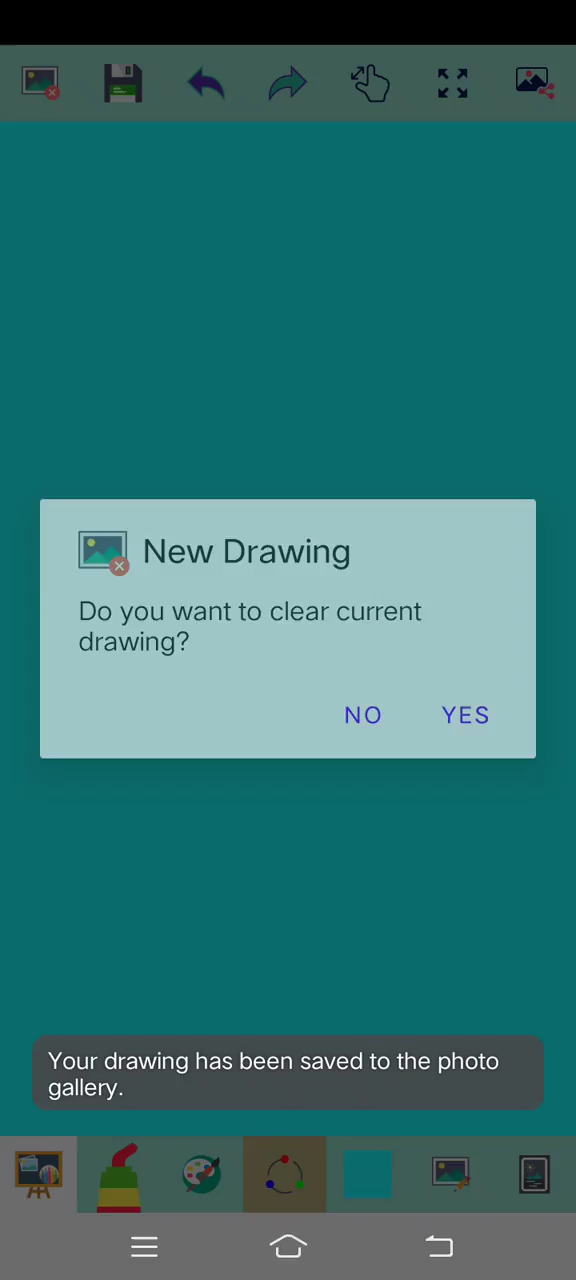 New Drawing
Do you want to clear current
drawing?
NO YES
Your drawing has been saved to the photo
gallery.